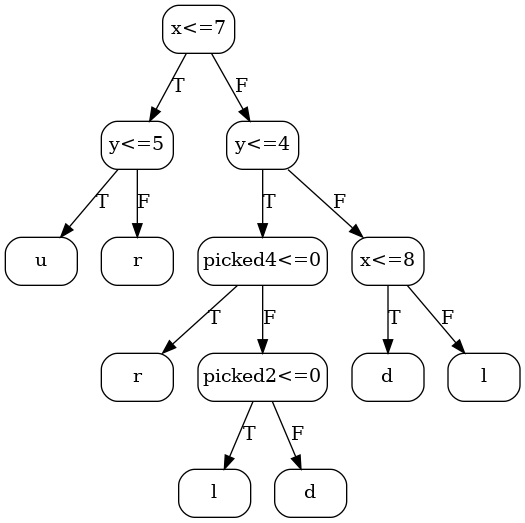 x<=7
T
F
y<=5
y<=4
T
F
T
F
u
r
picked4<=0
x<=8
T
F
T
F
r
picked2<=0
d
l
T
F
l
d